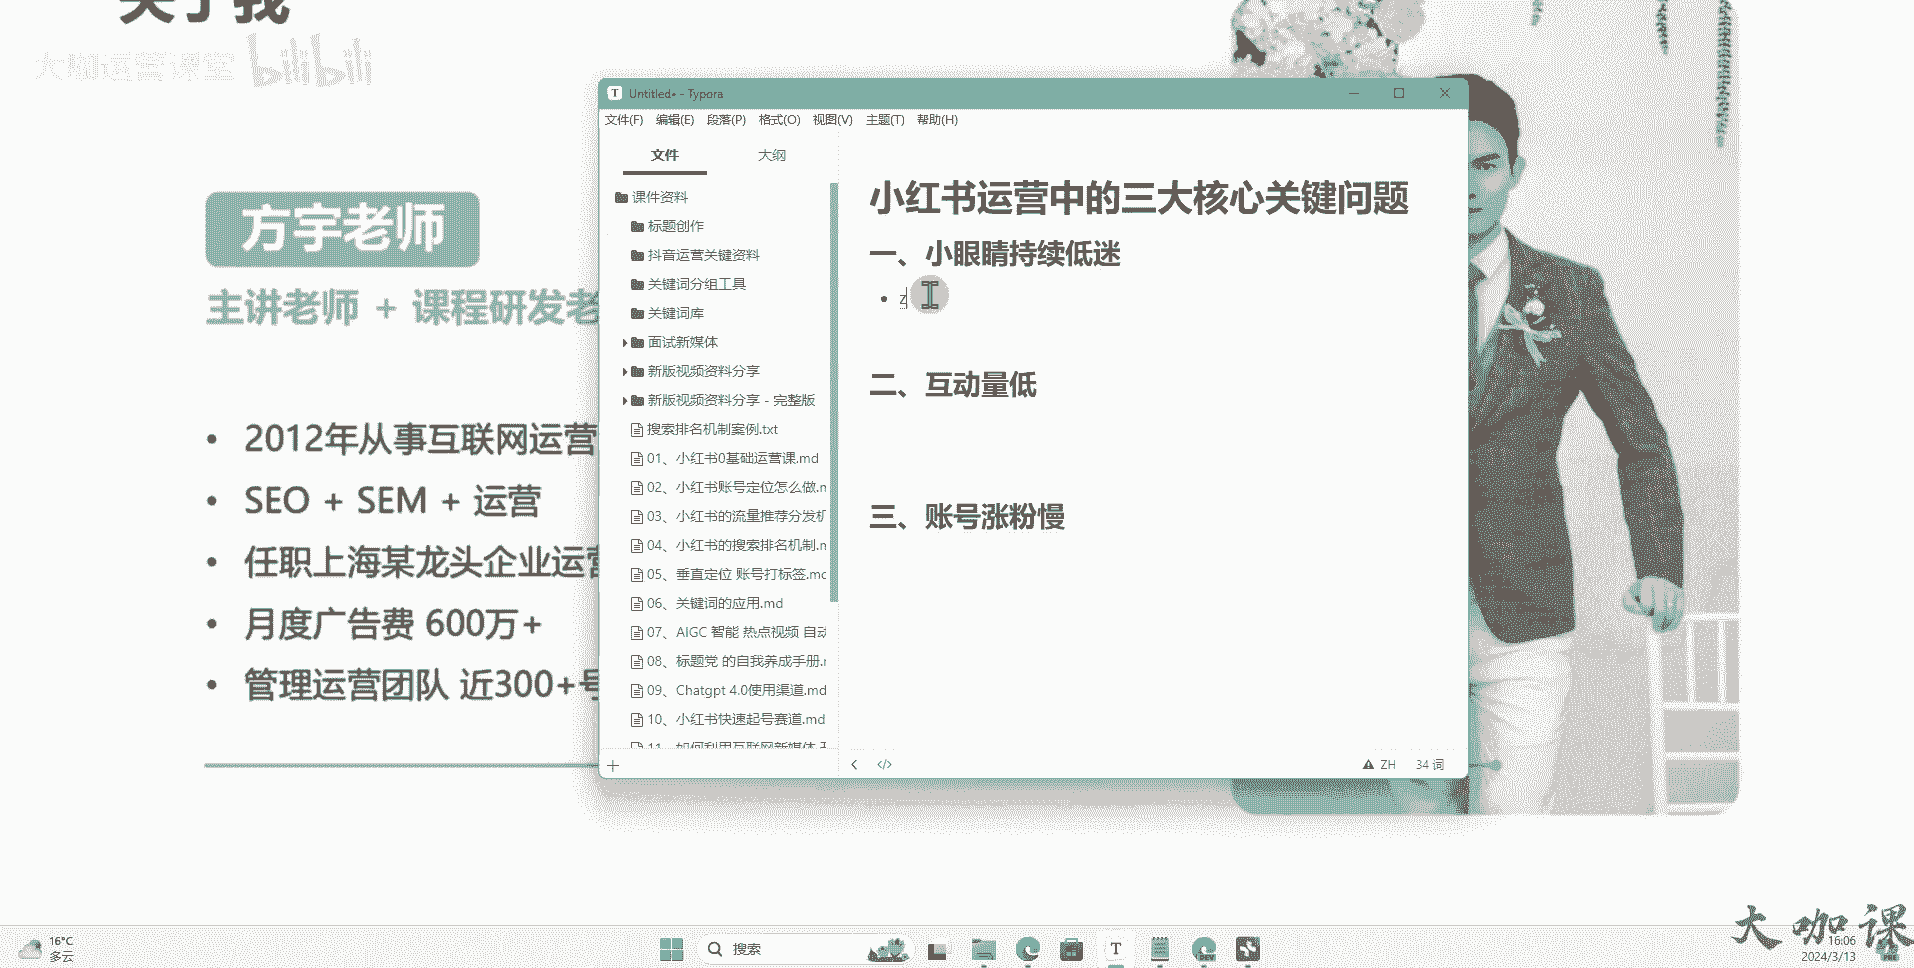 关于我
大咖运营课堂 bilibili
方宇老师
主讲老师 + 课程研发老
• 2012年从事互联网运营
• SEO + SEM + 运营
• 任职上海某龙头企业运营
• 月度广告费 600万+
• 管理运营团队 近300+号
T Untitled• - Typora
文件(F) 编辑(E) 段落(P) 格式(O) 视图(V) 主题(T) 帮助(H)
文件 大纲
课件资料
标题创作
抖音运营关键资料
关键词分组工具
关键词库
面试新媒体
新版视频资料分享
新版视频资料分享 - 完整版
搜索排名机制案例.txt
01、小红书0基础运营课.md
02、小红书账号定位怎么做.m
03、小红书的流量推荐分发机
04、小红书的搜索排名机制.m
05、垂直定位 账号打标签.md
06、关键词的应用.md
07、AIGC 智能 热点视频 自动
08、标题党 的自我养成手册.m
09、Chatgpt 4.0使用渠道.md
10、小红书快速起号赛道.md
11、如何利用互联网新媒体
小红书运营中的三大核心关键问题
一、小眼睛持续低迷
• z
二、互动量低
三、账号涨粉慢
</> ZH 34 词
大咖课
16°C
多云
搜索
T
DEV
16:06
2024/3/13
PRE